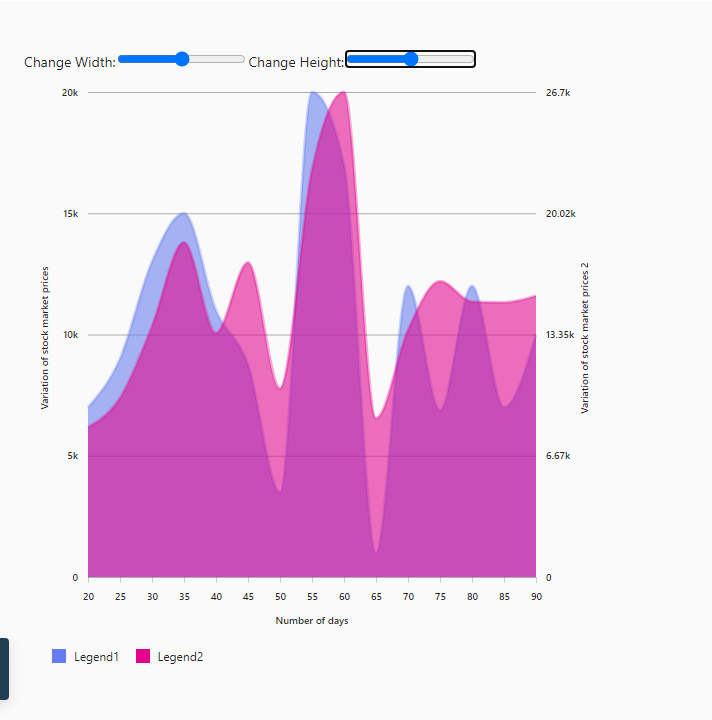 Change Width: Change Height:
20k 26.7k
15k 20.02k
Variation of stock market prices
Variation of stock market prices 2
10k 13.35k
5k 6.67k
0 0
20 25 30 35 40 45 50 55 60 65 70 75 80 85 90
Number of days
Legend1 Legend2